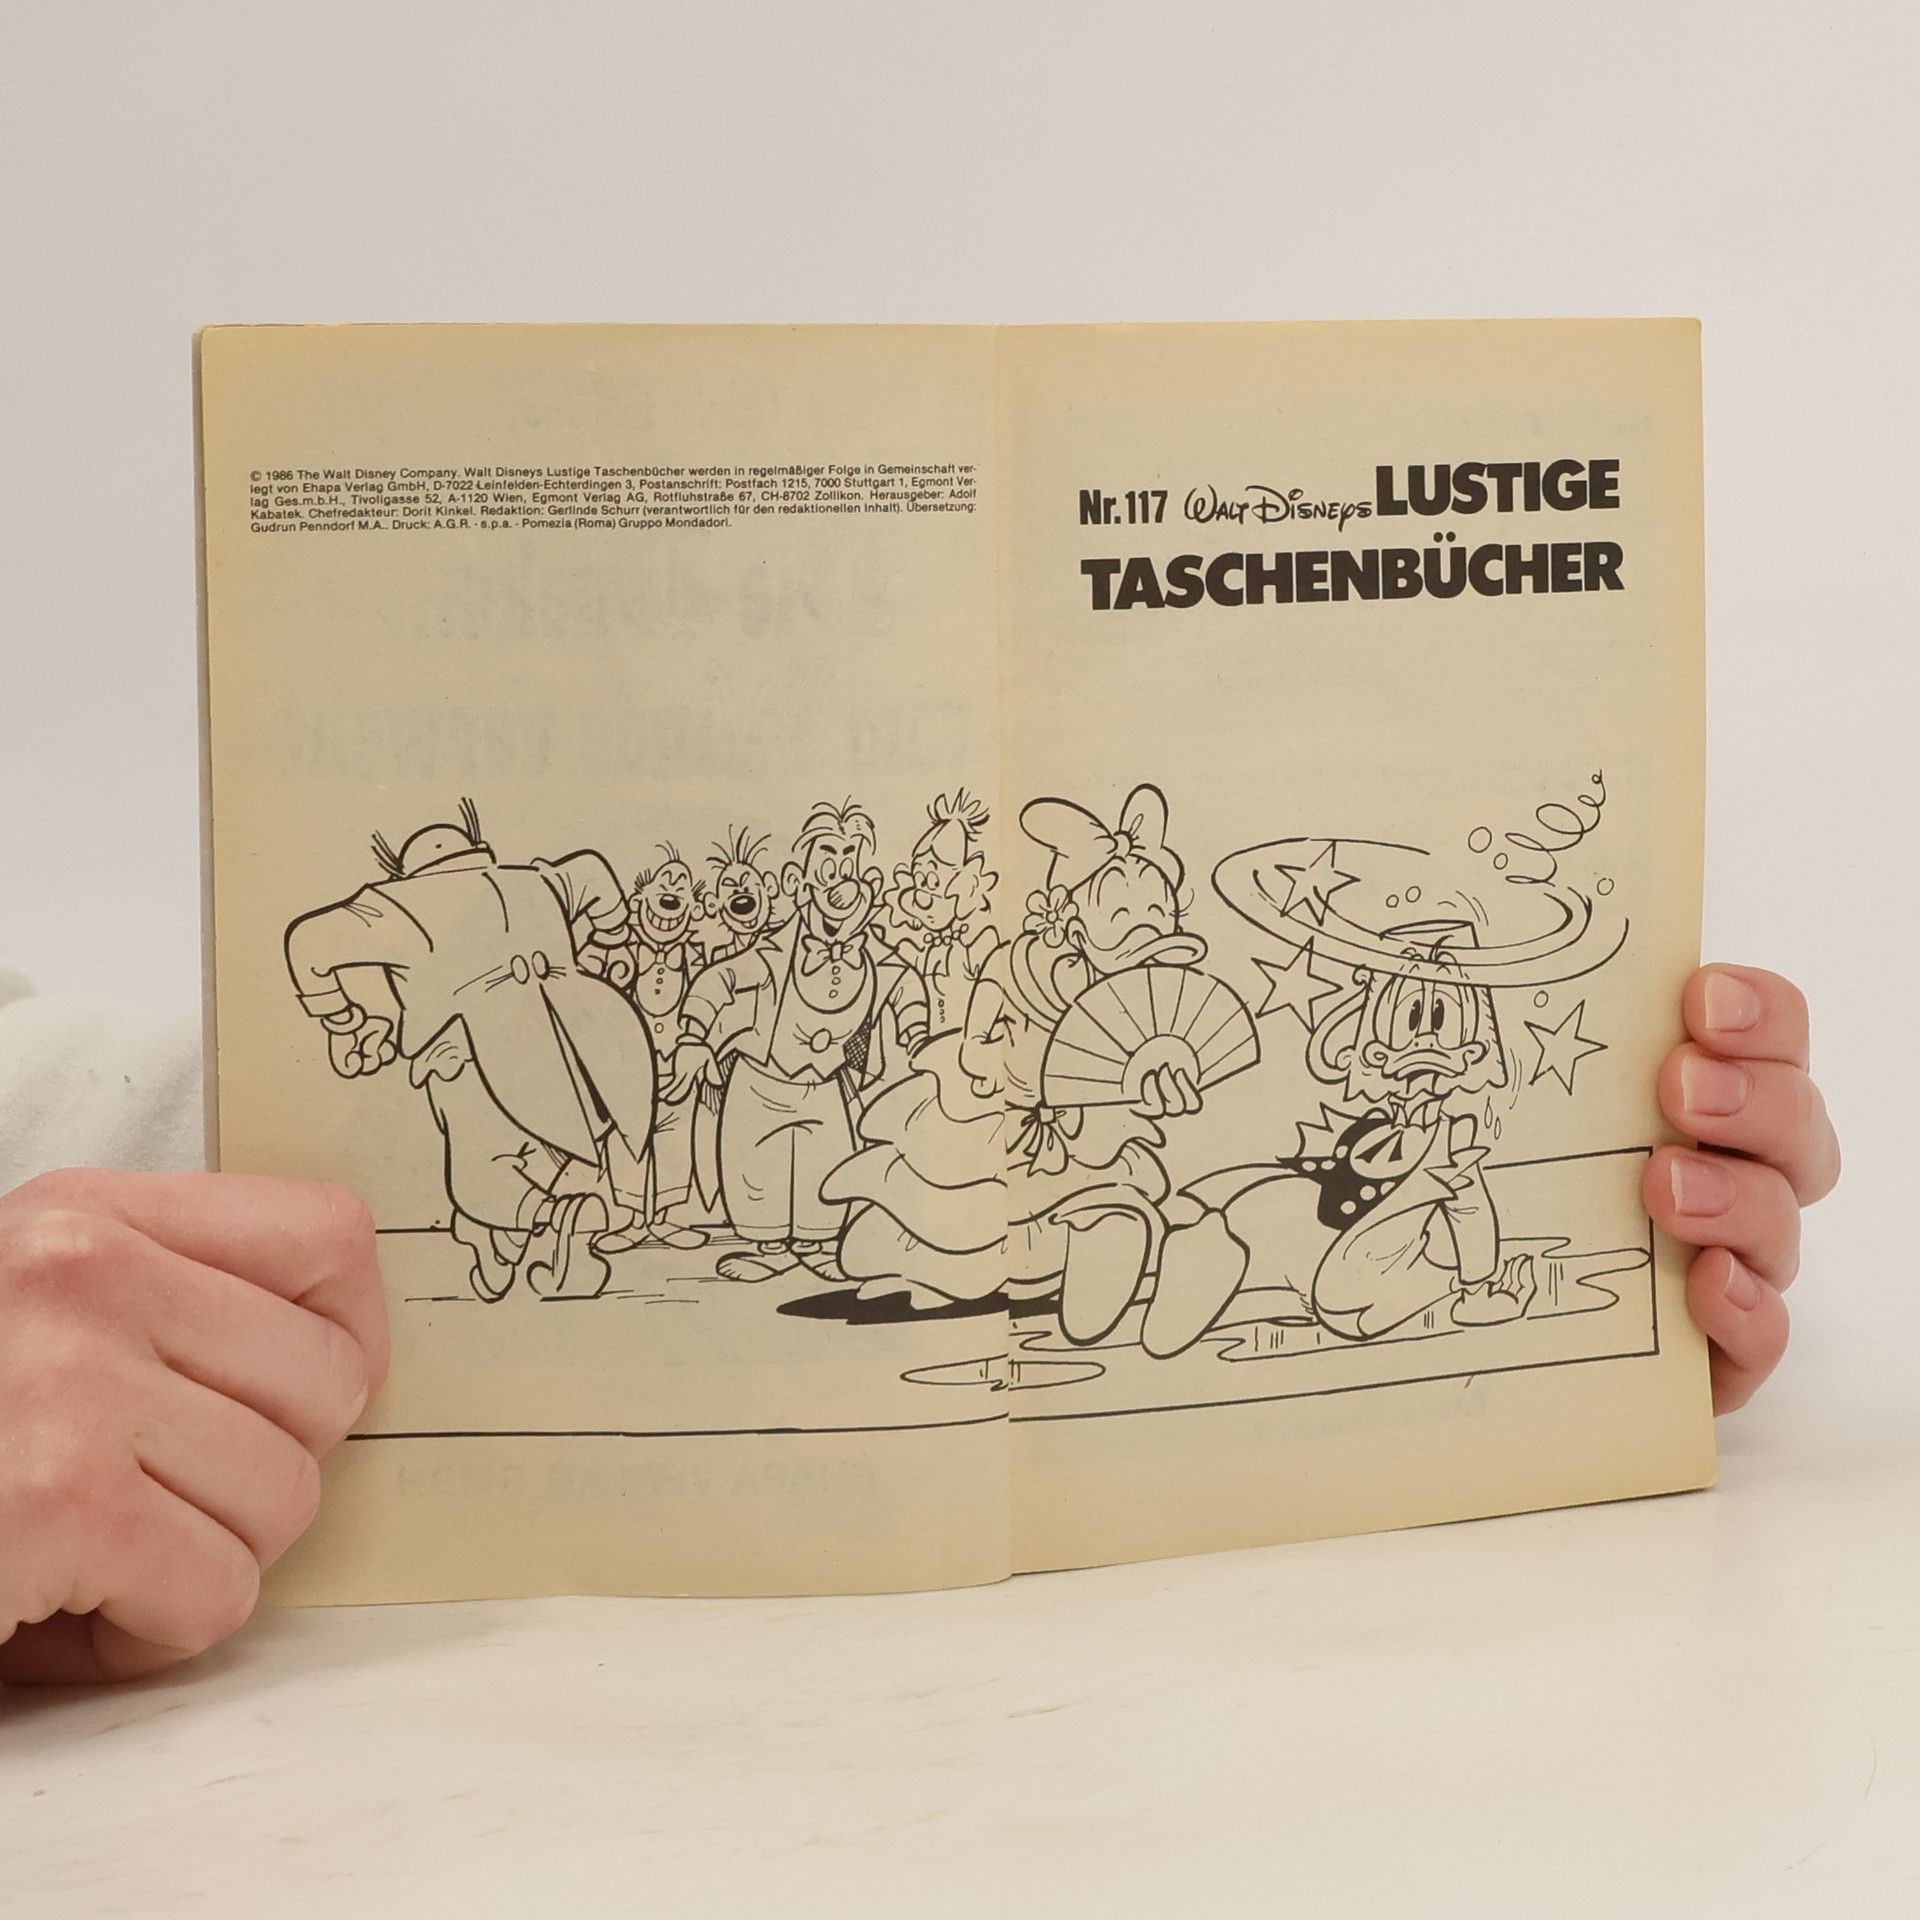 © 1986 The Walt Disney Company. Walt Disneys Lustige Taschenbücher werden in regelmäßiger Folge in Gemeinschaft ver-
legt von Ehapa Verlag GmbH, D-7022 Leinfelden-Echterdingen 3, Postanschrift: Postfach 1215, 7000 Stuttgart 1, Egmont Ver-
lag Ges.m.b.H., Tivoligasse 52, A-1120 Wien, Egmont Verlag AG, Rotfluhstraße 67, CH-8702 Zollikon. Herausgeber: Adolf
Kabatek. Chefredakteur: Dorit Kinkel. Redaktion: Gerlinde Schurr (verantwortlich für den redaktionellen Inhalt). Übersetzung:
Gudrun Penndorf M.A.. Druck: A.G.R. - s.p.a. - Pomezia (Roma) Gruppo Mondadori.
Nr. 117 Walt Disneys LUSTIGE
TASCHENBÜCHER